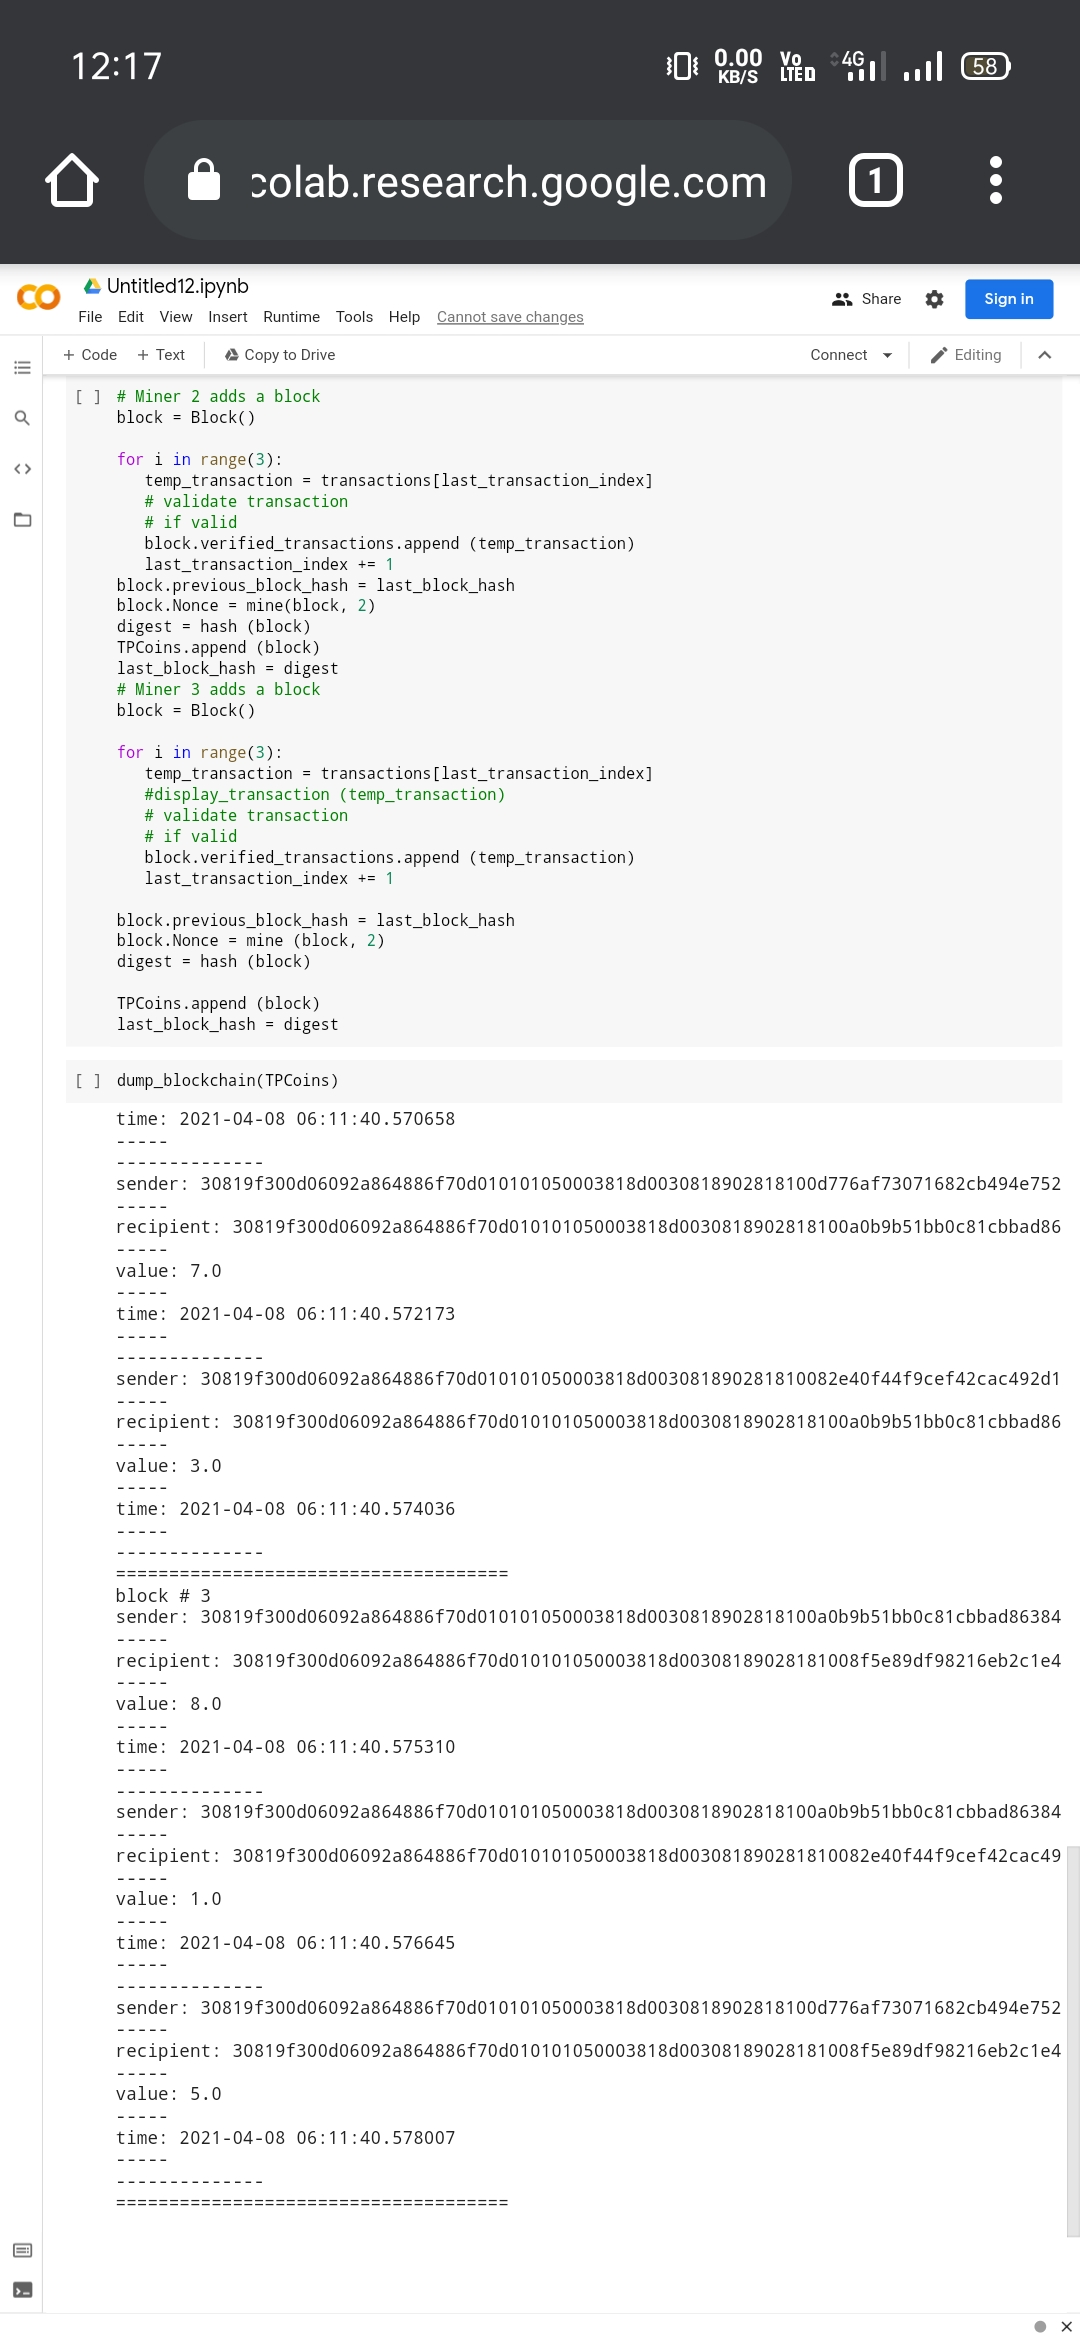 12:17
0.00 KB/S Vo LTE 4G 58
colab.research.google.com 1
Untitled12.ipynb
Share
Sign in
File Edit View Insert Runtime Tools Help Cannot save changes
+ Code + Text Copy to Drive Connect Editing
[ ] # Miner 2 adds a block
block = Block()
for i in range(3):
temp_transaction = transactions[last_transaction_index]
# validate transaction
# if valid
block.verified_transactions.append (temp_transaction)
last_transaction_index += 1
block.previous_block_hash = last_block_hash
block.Nonce = mine(block, 2)
digest = hash (block)
TPCoins.append (block)
last_block_hash = digest
# Miner 3 adds a block
block = Block()
for i in range(3):
temp_transaction = transactions[last_transaction_index]
#display_transaction (temp_transaction)
# validate transaction
# if valid
block.verified_transactions.append (temp_transaction)
last_transaction_index += 1
block.previous_block_hash = last_block_hash
block.Nonce = mine (block, 2)
digest = hash (block)
TPCoins.append (block)
last_block_hash = digest
[ ] dump_blockchain(TPCoins)
time: 2021-04-08 06:11:40.570658
-----
--------------
sender: 30819f300d06092a864886f70d010101050003818d0030818902818100d776af73071682cb494e752
-----
recipient: 30819f300d06092a864886f70d010101050003818d0030818902818100a0b9b51bb0c81cbbad86
-----
value: 7.0
-----
time: 2021-04-08 06:11:40.572173
-----
--------------
sender: 30819f300d06092a864886f70d010101050003818d003081890281810082e40f44f9cef42cac492d1
-----
recipient: 30819f300d06092a864886f70d010101050003818d0030818902818100a0b9b51bb0c81cbbad86
-----
value: 3.0
-----
time: 2021-04-08 06:11:40.574036
-----
--------------
=====================================
block # 3
sender: 30819f300d06092a864886f70d010101050003818d0030818902818100a0b9b51bb0c81cbbad86384
-----
recipient: 30819f300d06092a864886f70d010101050003818d00308189028181008f5e89df98216eb2c1e4
-----
value: 8.0
-----
time: 2021-04-08 06:11:40.575310
-----
--------------
sender: 30819f300d06092a864886f70d010101050003818d0030818902818100a0b9b51bb0c81cbbad86384
-----
recipient: 30819f300d06092a864886f70d010101050003818d003081890281810082e40f44f9cef42cac49
-----
value: 1.0
-----
time: 2021-04-08 06:11:40.576645
-----
--------------
sender: 30819f300d06092a864886f70d010101050003818d0030818902818100d776af73071682cb494e752
-----
recipient: 30819f300d06092a864886f70d010101050003818d00308189028181008f5e89df98216eb2c1e4
-----
value: 5.0
-----
time: 2021-04-08 06:11:40.578007
-----
--------------
=====================================